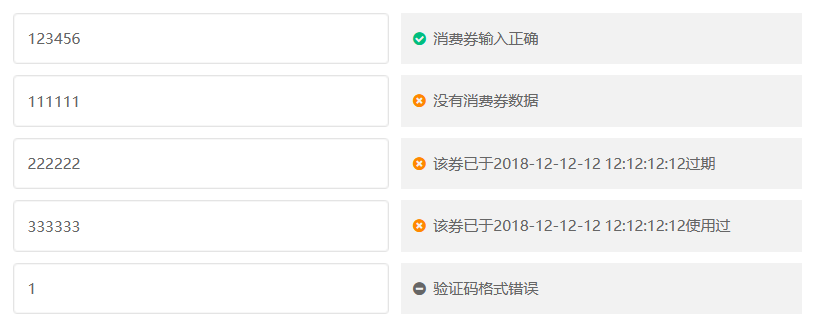 123456 消费券输入正确
111111 没有消费券数据
222222 该券已于2018-12-12-12 12:12:12:12过期
333333 该券已于2018-12-12-12 12:12:12:12使用过
1 验证码格式错误